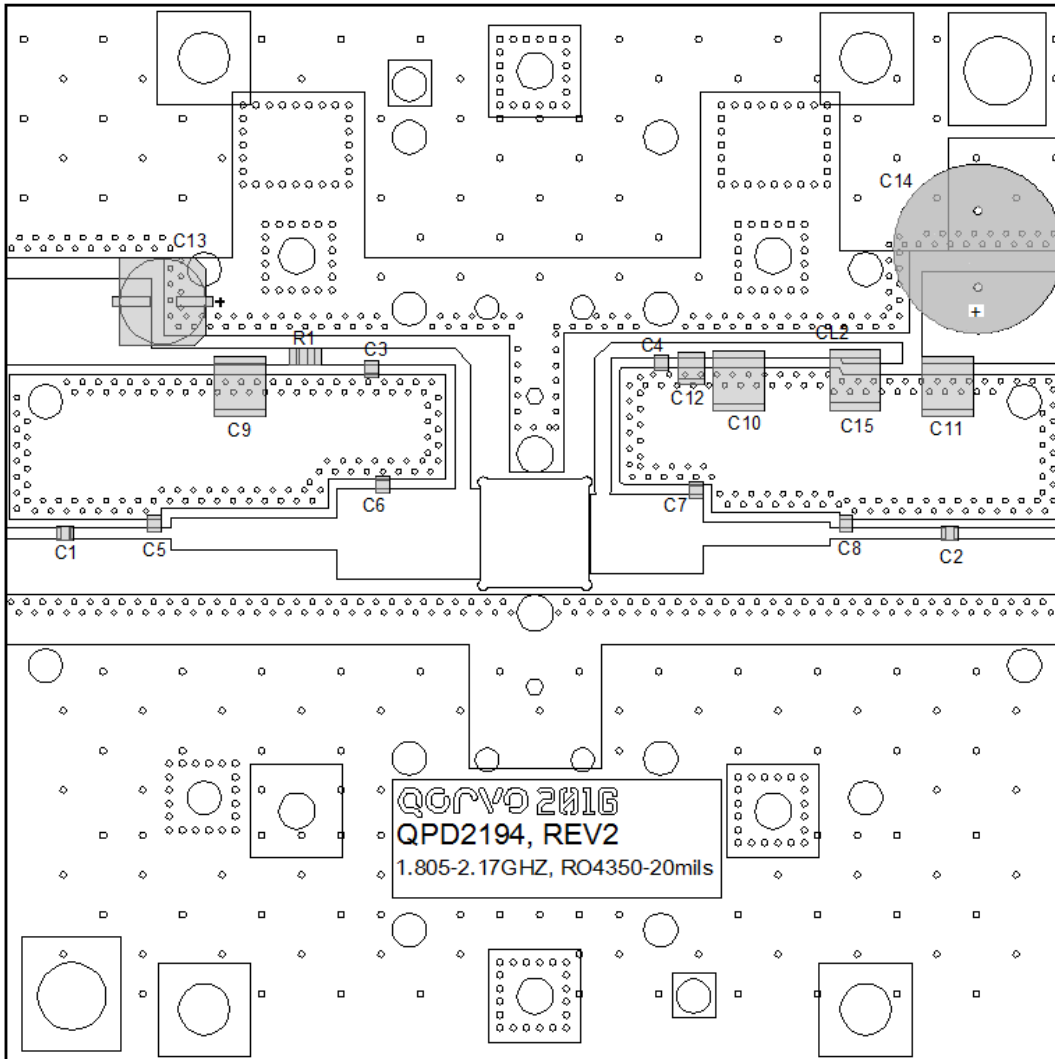 C14
C13
+
+
R1
C3
C4
CL2
C12
C9
C10
C15
C11
C6
C7
C1
C5
C8
C2
QORVO 2016
QPD2194, REV2
1.805-2.17GHZ, RO4350-20mils